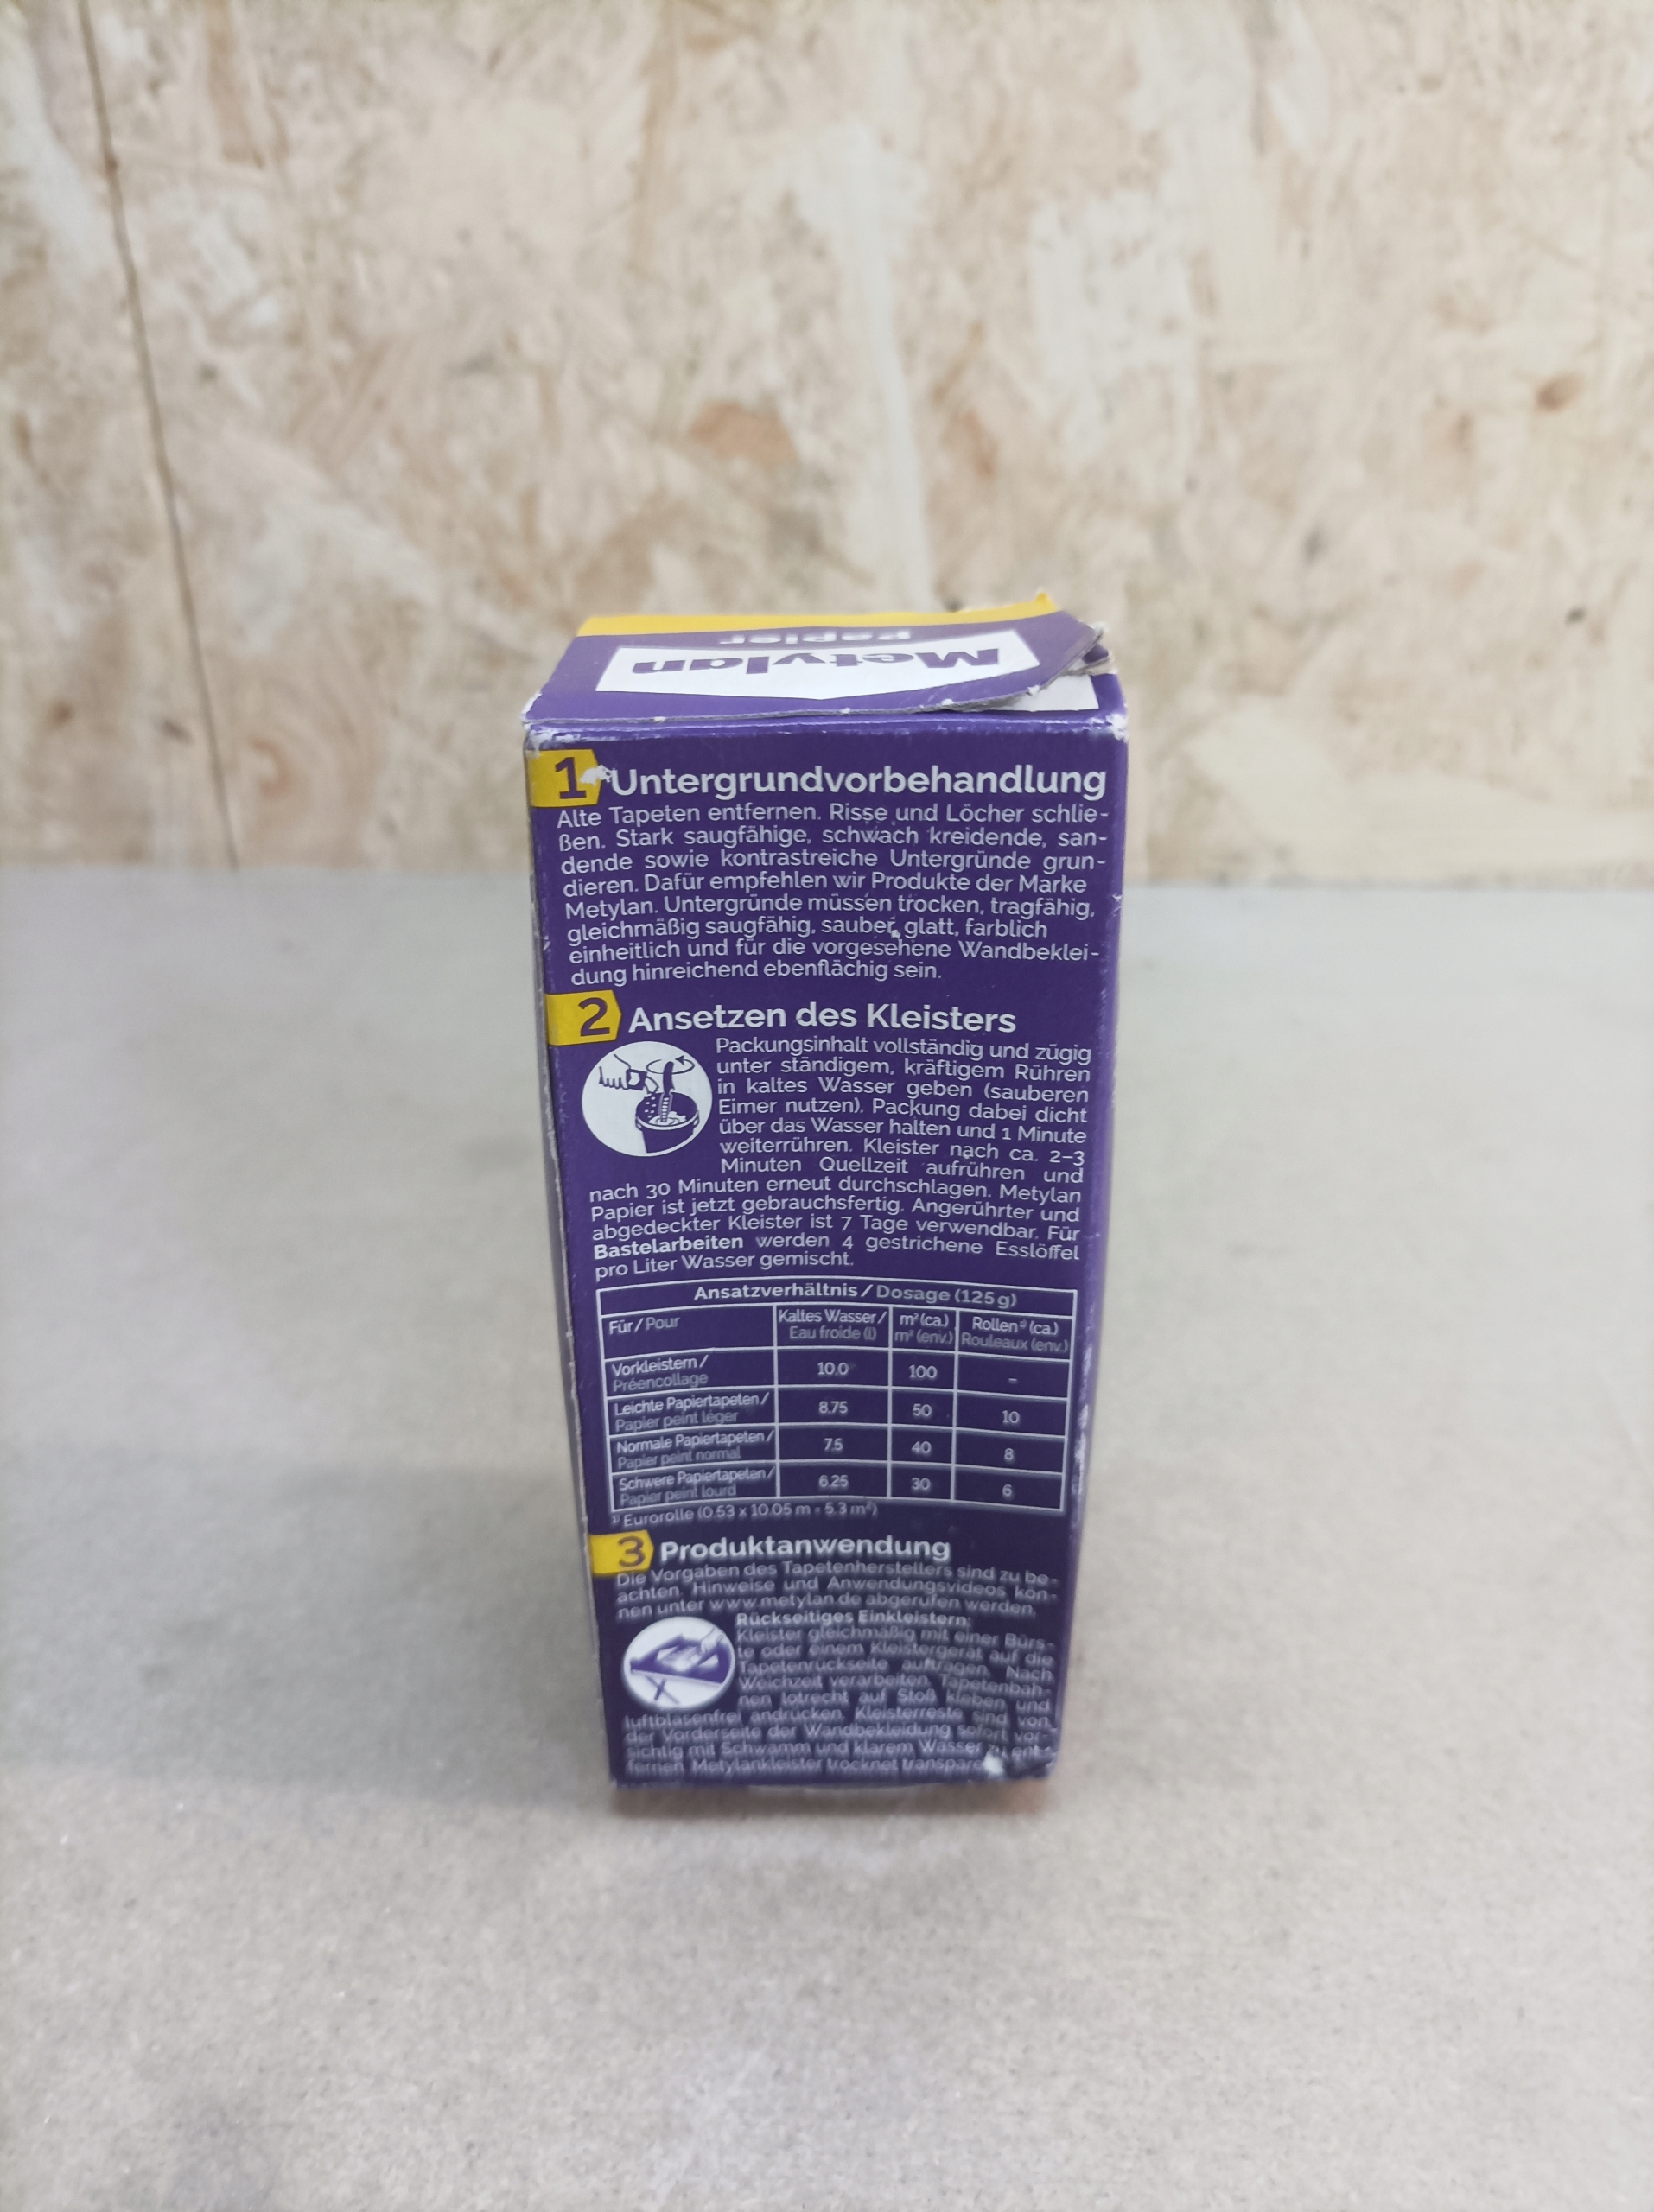 Papier
Metylan
1 Untergrundvorbehandlung
Alte Tapeten entfernen. Risse und Löcher schlie-
ßen. Stark saugfähige, schwach kreidende, san-
dende sowie kontrastreiche Untergründe grun-
dieren. Dafür empfehlen wir Produkte der Marke
Metylan. Untergründe müssen trocken, tragfähig,
gleichmäßig saugfähig, sauber, glatt, farblich
einheitlich und für die vorgesehene Wandbeklei-
dung hinreichend ebenflächig sein.
2 Ansetzen des Kleisters
Packungsinhalt vollständig und zügig
unter ständigem, kräftigem Rühren
in kaltes Wasser geben (sauberen
Eimer nutzen). Packung dabei dicht
über das Wasser halten und 1 Minute
weiterrühren. Kleister nach ca. 2–3
Minuten Quellzeit aufrühren und
nach 30 Minuten erneut durchschlagen. Metylan
Papier ist jetzt gebrauchsfertig. Angerührter und
abgedeckter Kleister ist 7 Tage verwendbar. Für
Bastelarbeiten werden 4 gestrichene Esslöffel
pro Liter Wasser gemischt.
Ansatzverhältnis / Dosage (125 g)
Für / Pour Kaltes Wasser / Eau froide (l) m² (ca.) m² (env.) Rollen¹⁾ (ca.) Rouleaux (env.)
Vorkleistern / Préencollage 10.0 100 –
Leichte Papiertapeten / Papier peint léger 8.75 50 10
Normale Papiertapeten / Papier peint normal 7.5 40 8
Schwere Papiertapeten / Papier peint lourd 6.25 30 6
¹⁾ Eurorolle (0.53 x 10.05 m = 5.3 m²)
3 Produktanwendung
Die Vorgaben des Tapetenherstellers sind zu be-
achten. Hinweise und Anwendungsvideos kön-
nen unter www.metylan.de abgerufen werden.
Rückseitiges Einkleistern:
Kleister gleichmäßig mit einer Bürs-
te oder einem Kleistergerät auf die
Tapetenrückseite auftragen. Nach
Weichzeit verarbeiten. Tapetenbah-
nen lotrecht auf Stoß kleben und
luftblasenfrei andrücken. Kleisterreste sind von
der Vorderseite der Wandbekleidung sofort vor-
sichtig mit Schwamm und klarem Wasser zu ent-
fernen. Metylankleister trocknet